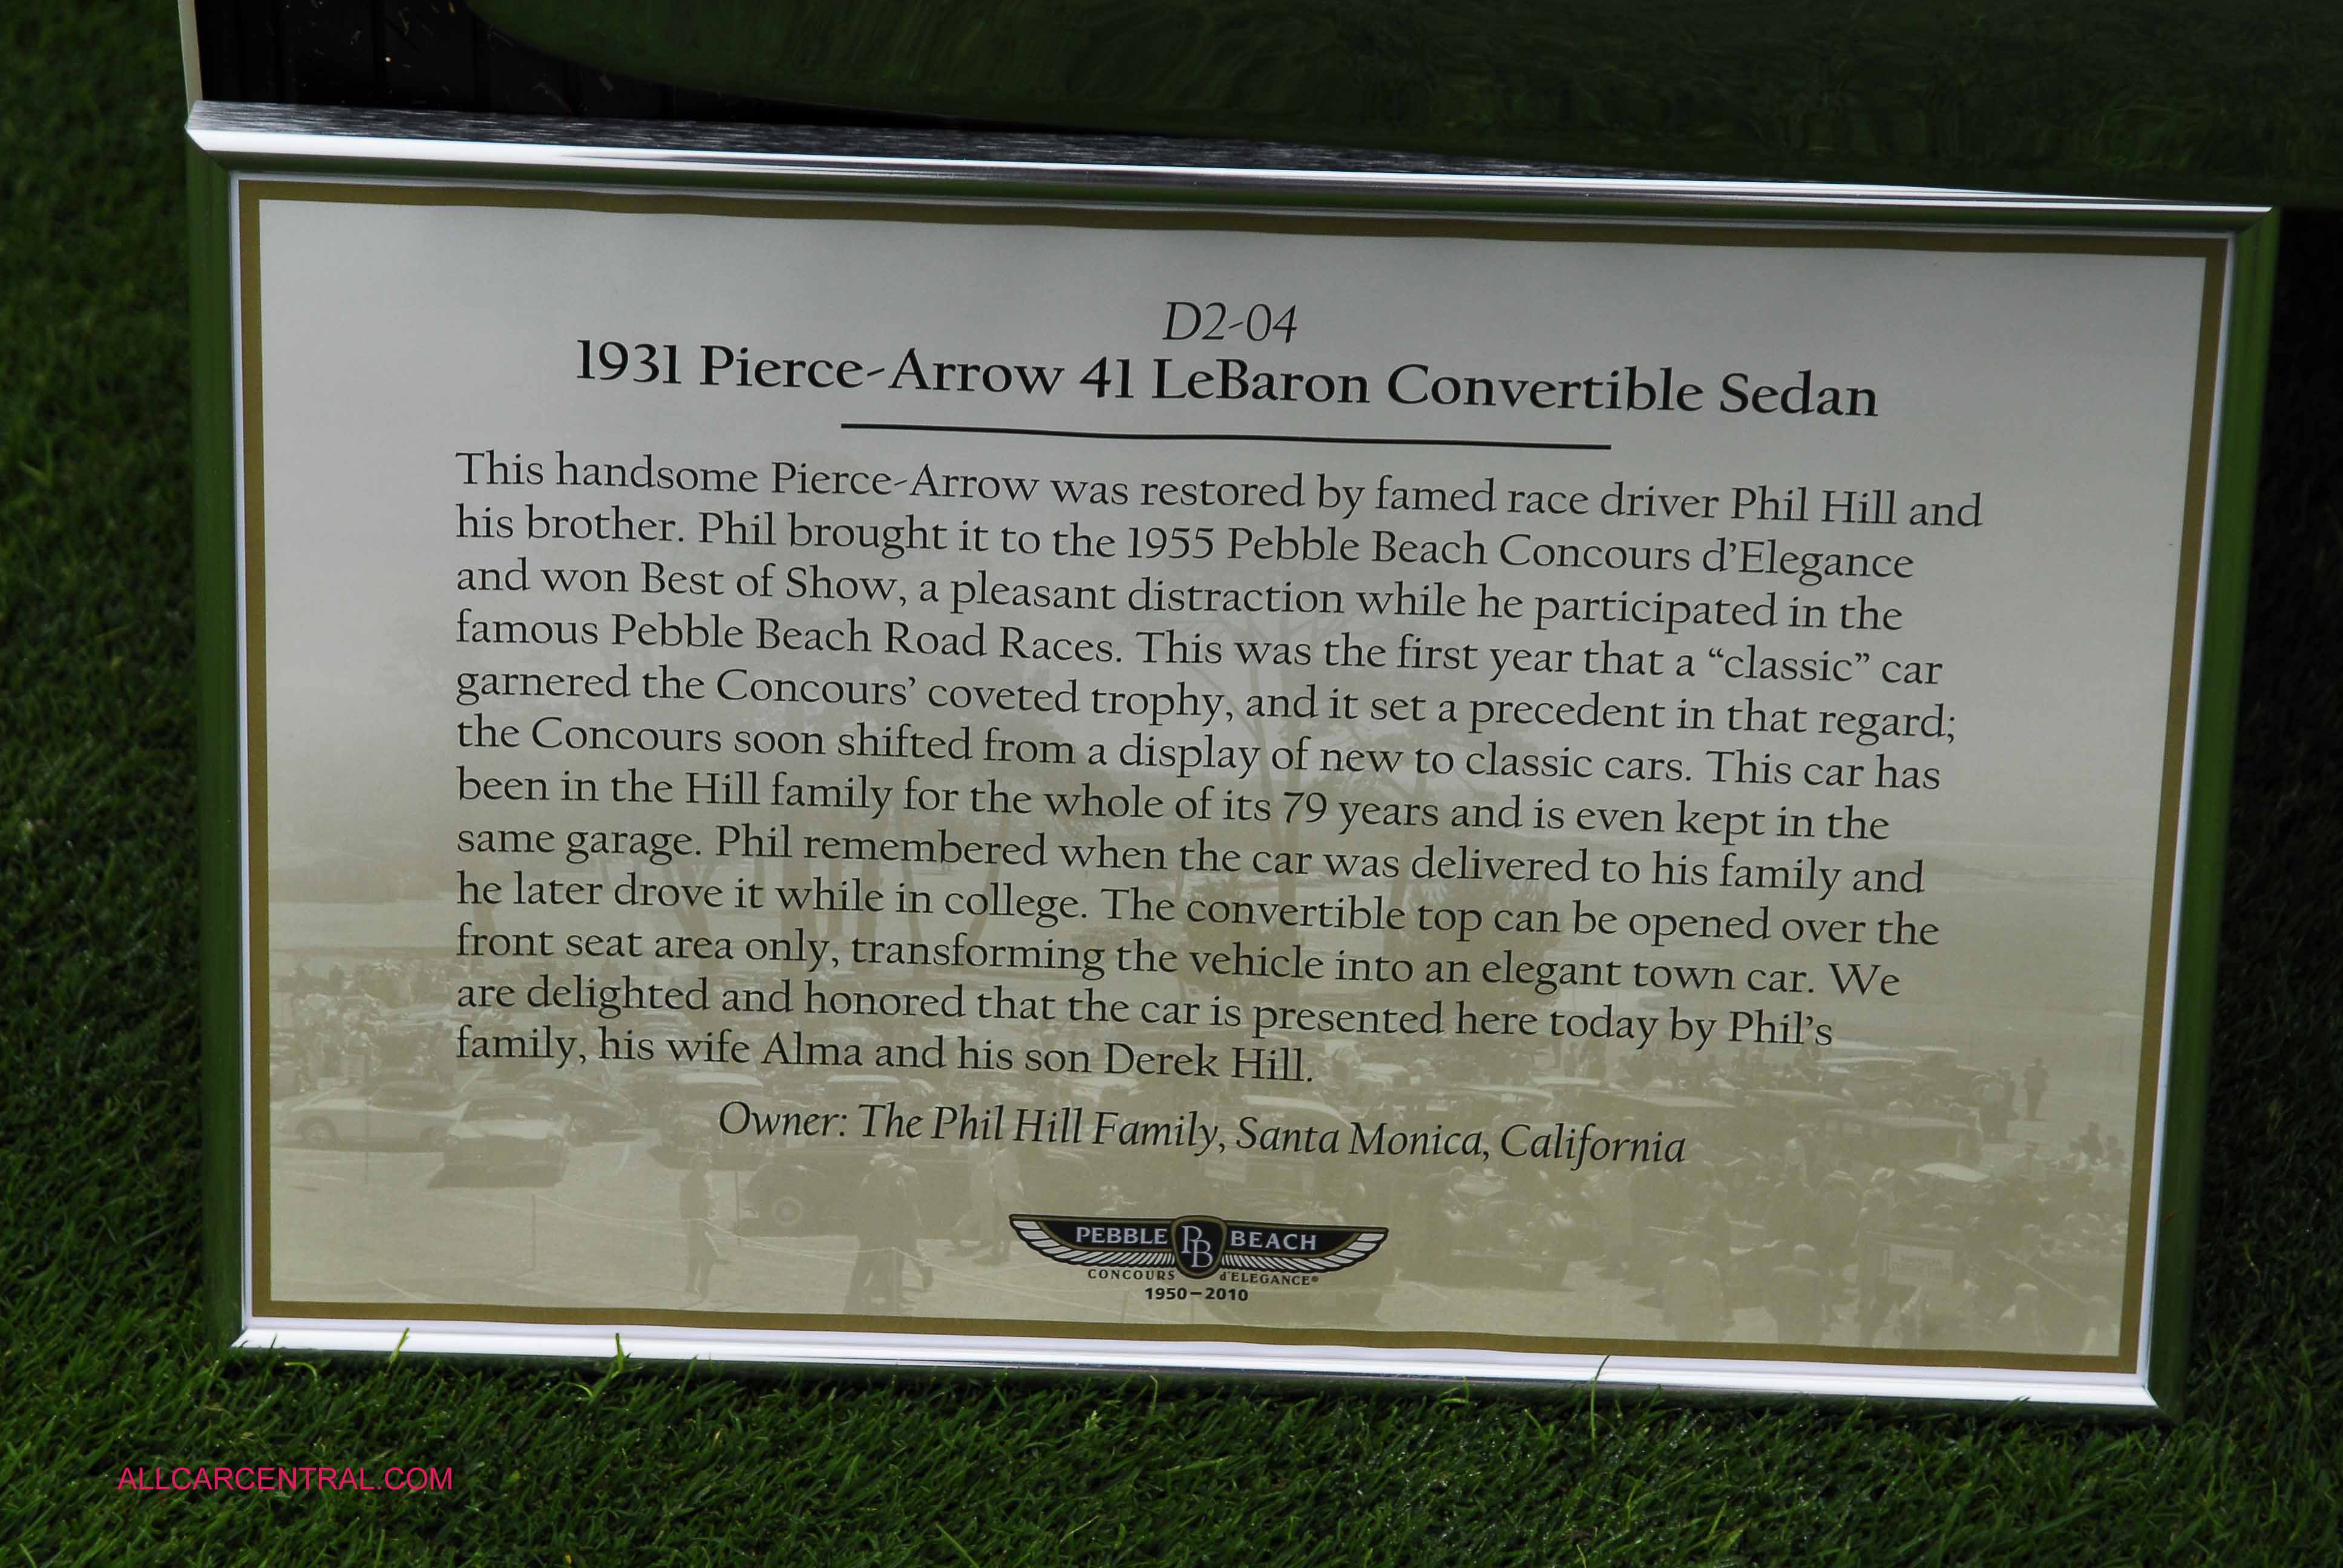 D2-04
1931 Pierce-Arrow 41 LeBaron Convertible Sedan
This handsome Pierce-Arrow was restored by famed race driver Phil Hill and
his brother. Phil brought it to the 1955 Pebble Beach Concours d'Elegance
and won Best of Show, a pleasant distraction while he participated in the
famous Pebble Beach Road Races. This was the first year that a “classic” car
garnered the Concours’ coveted trophy, and it set a precedent in that regard;
the Concours soon shifted from a display of new to classic cars. This car has
been in the Hill family for the whole of its 79 years and is even kept in the
same garage. Phil remembered when the car was delivered to his family and
he later drove it while in college. The convertible top can be opened over the
front seat area only, transforming the vehicle into an elegant town car. We
are delighted and honored that the car is presented here today by Phil’s
family, his wife Alma and his son Derek Hill.
Owner: The Phil Hill Family, Santa Monica, California
PEBBLE PB BEACH
CONCOURS d'ELEGANCE®
1950–2010
ALLCARCENTRAL.COM